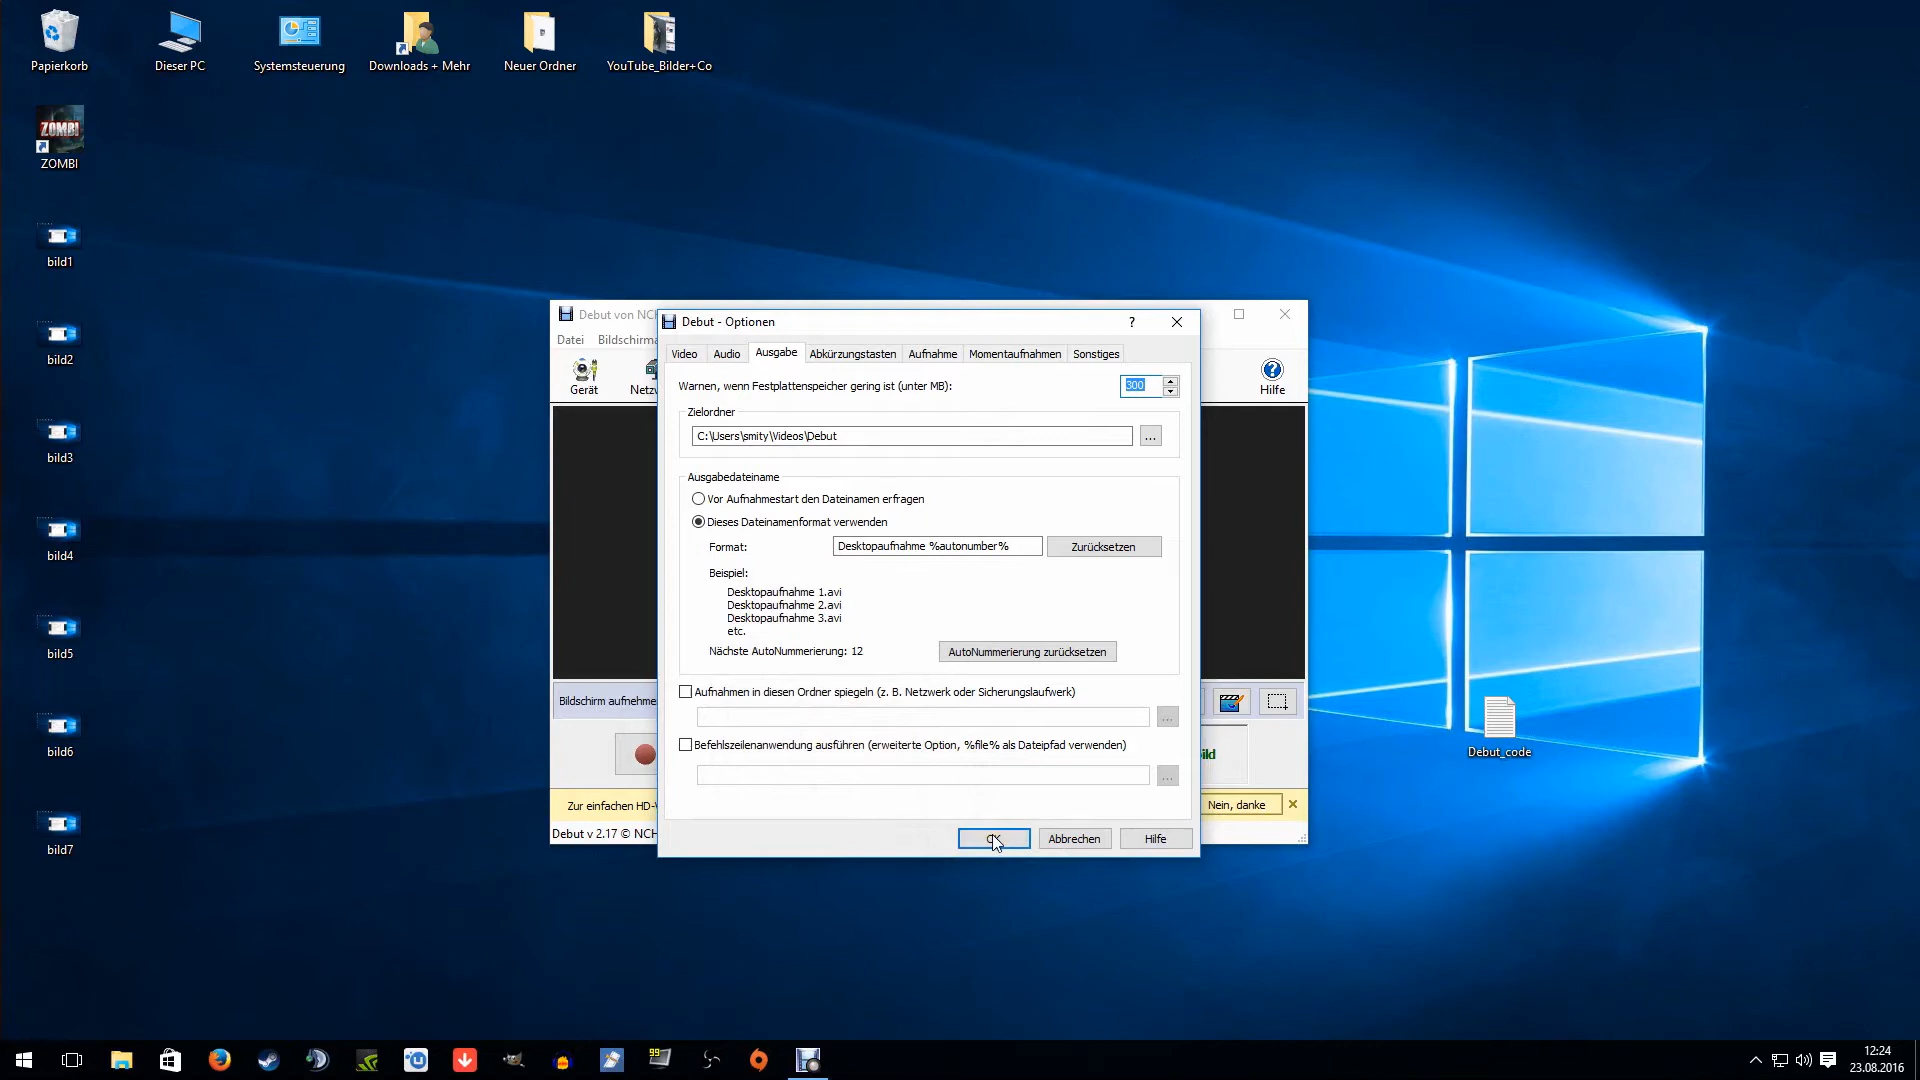 Papierkorb
Dieser PC
Systemsteuerung
Downloads + Mehr
Neuer Ordner
YouTube_Bilder+Co
ZOMBI
ZOMBI
bild1
bild2
bild3
bild4
bild5
bild6
bild7
Debut_code
Debut von NCH
Datei Bildschirma
Gerät
Netzw
Hilfe
Bildschirm aufnehme
ild
Zur einfachen HD-V
Nein, danke
Debut v 2.17 © NCH
Debut - Optionen
?
Video Audio Ausgabe Abkürzungstasten Aufnahme Momentaufnahmen Sonstiges
Warnen, wenn Festplattenspeicher gering ist (unter MB):
300
Zielordner
C:\Users\smity\Videos\Debut
...
Ausgabedateiname
Vor Aufnahmestart den Dateinamen erfragen
Dieses Dateinamenformat verwenden
Format:
Desktopaufnahme %autonumber%
Zurücksetzen
Beispiel:
Desktopaufnahme 1.avi
Desktopaufnahme 2.avi
Desktopaufnahme 3.avi
etc.
Nächste AutoNummerierung: 12
AutoNummerierung zurücksetzen
Aufnahmen in diesen Ordner spiegeln (z. B. Netzwerk oder Sicherungslaufwerk)
...
Befehlszeilenanwendung ausführen (erweiterte Option, %file% als Dateipfad verwenden)
...
OK
Abbrechen
Hilfe
99
12:24
23.08.2016